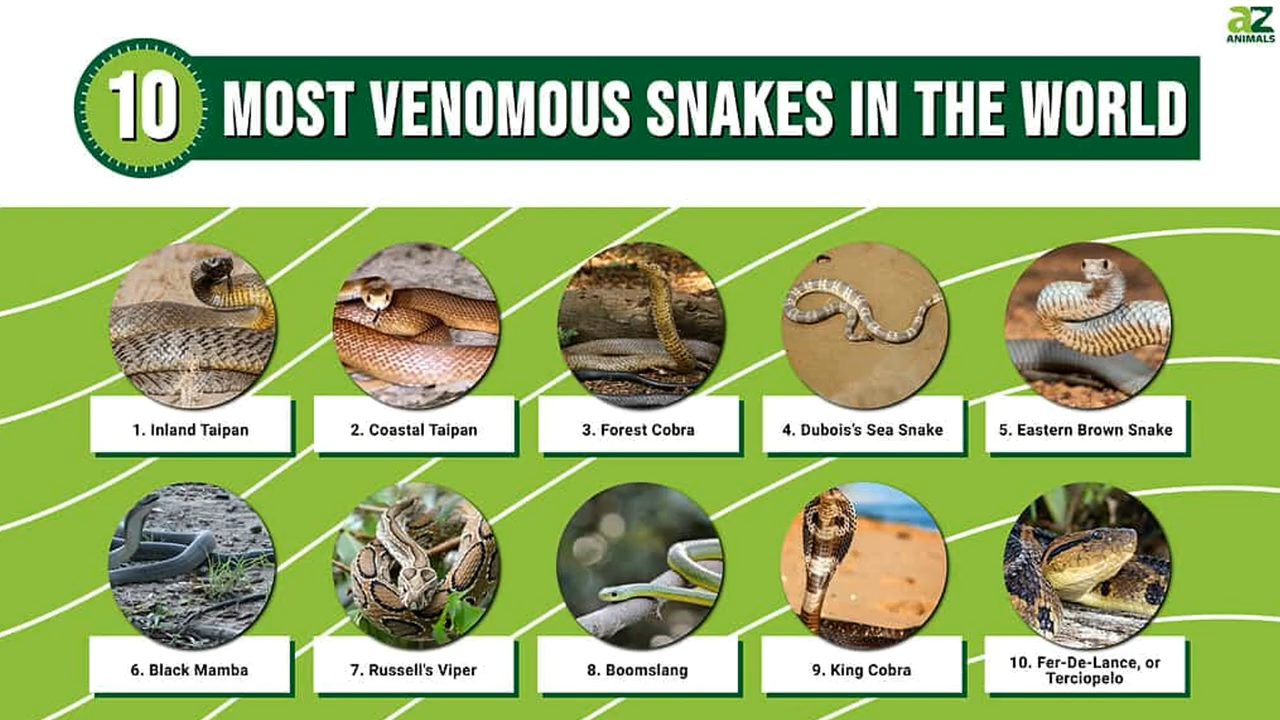 az
ANIMALS
10 MOST VENOMOUS SNAKES IN THE WORLD
1. Inland Taipan
2. Coastal Taipan
3. Forest Cobra
4. Dubois's Sea Snake
5. Eastern Brown Snake
6. Black Mamba
7. Russell's Viper
8. Boomslang
9. King Cobra
10. Fer-De-Lance, or
Terciopelo